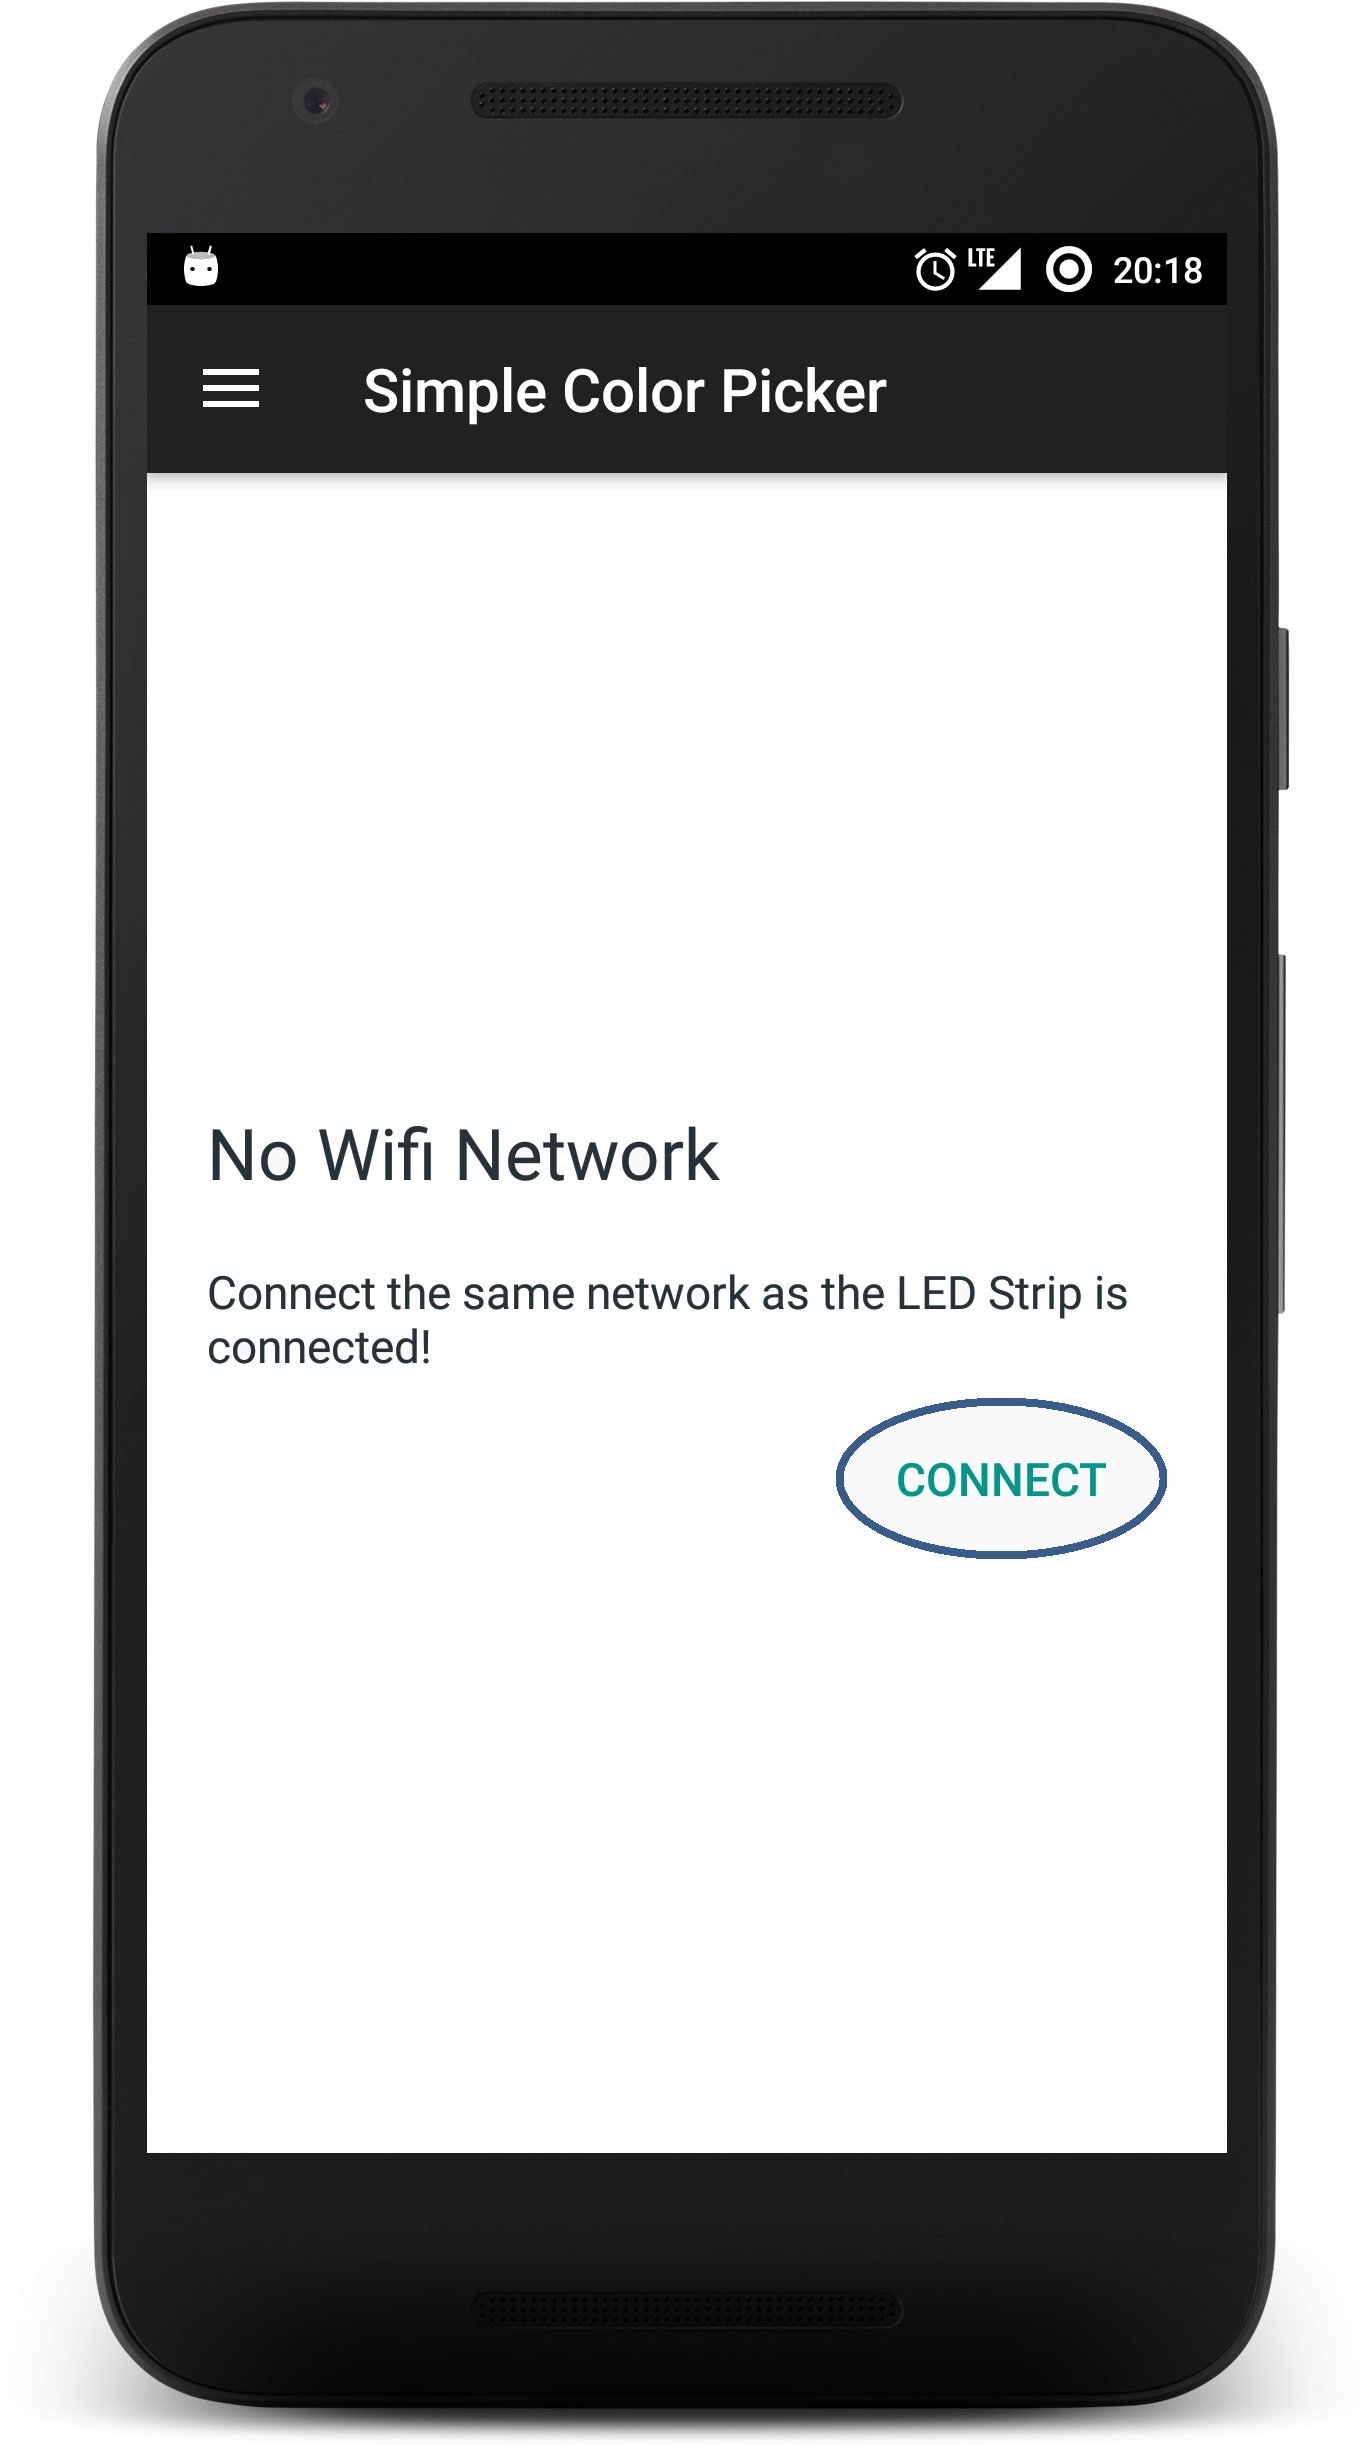 LTE 20:18
Simple Color Picker
No Wifi Network
Connect the same network as the LED Strip is
connected!
CONNECT